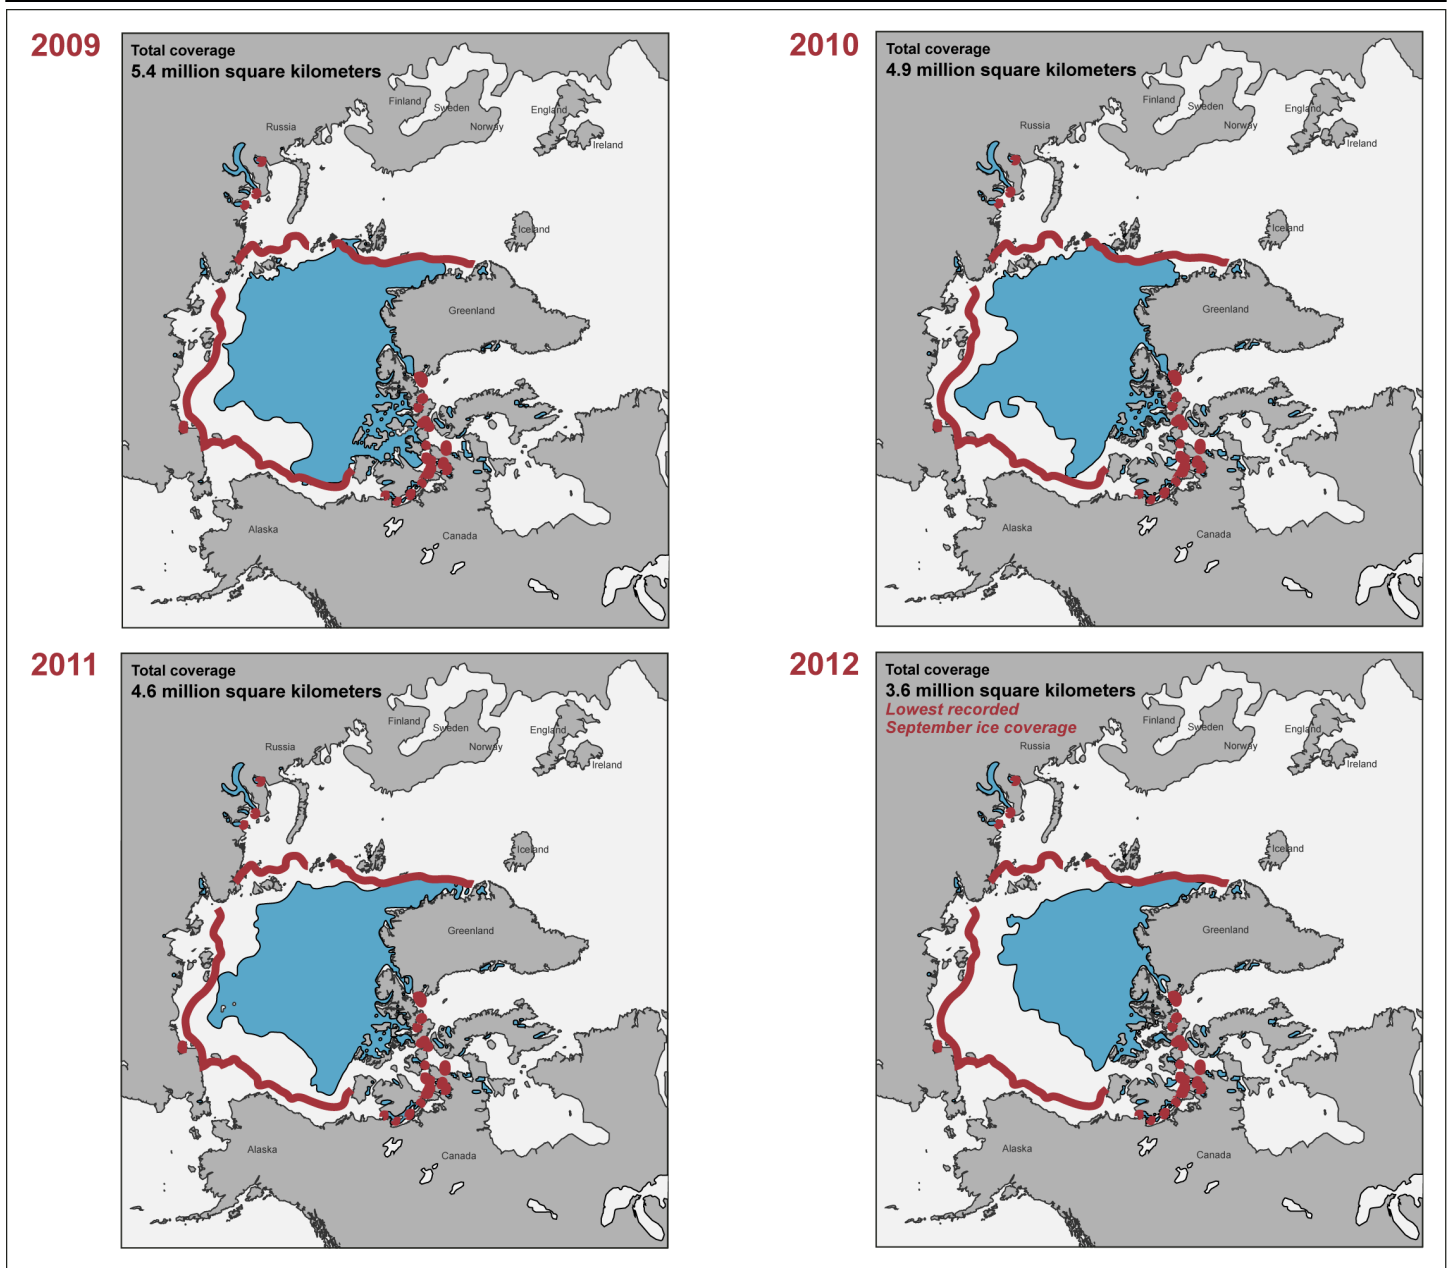 2009
Total coverage
5.4 million square kilometers
Finland
Sweden
Norway
England
Ireland
Russia
Iceland
Greenland
Alaska
Canada
2010
Total coverage
4.9 million square kilometers
Finland
Sweden
Norway
England
Ireland
Russia
Iceland
Greenland
Alaska
Canada
2011
Total coverage
4.6 million square kilometers
Finland
Sweden
Norway
England
Ireland
Russia
Iceland
Greenland
Alaska
Canada
2012
Total coverage
3.6 million square kilometers
Lowest recorded
September ice coverage
Finland
Sweden
Norway
England
Ireland
Russia
Iceland
Greenland
Alaska
Canada